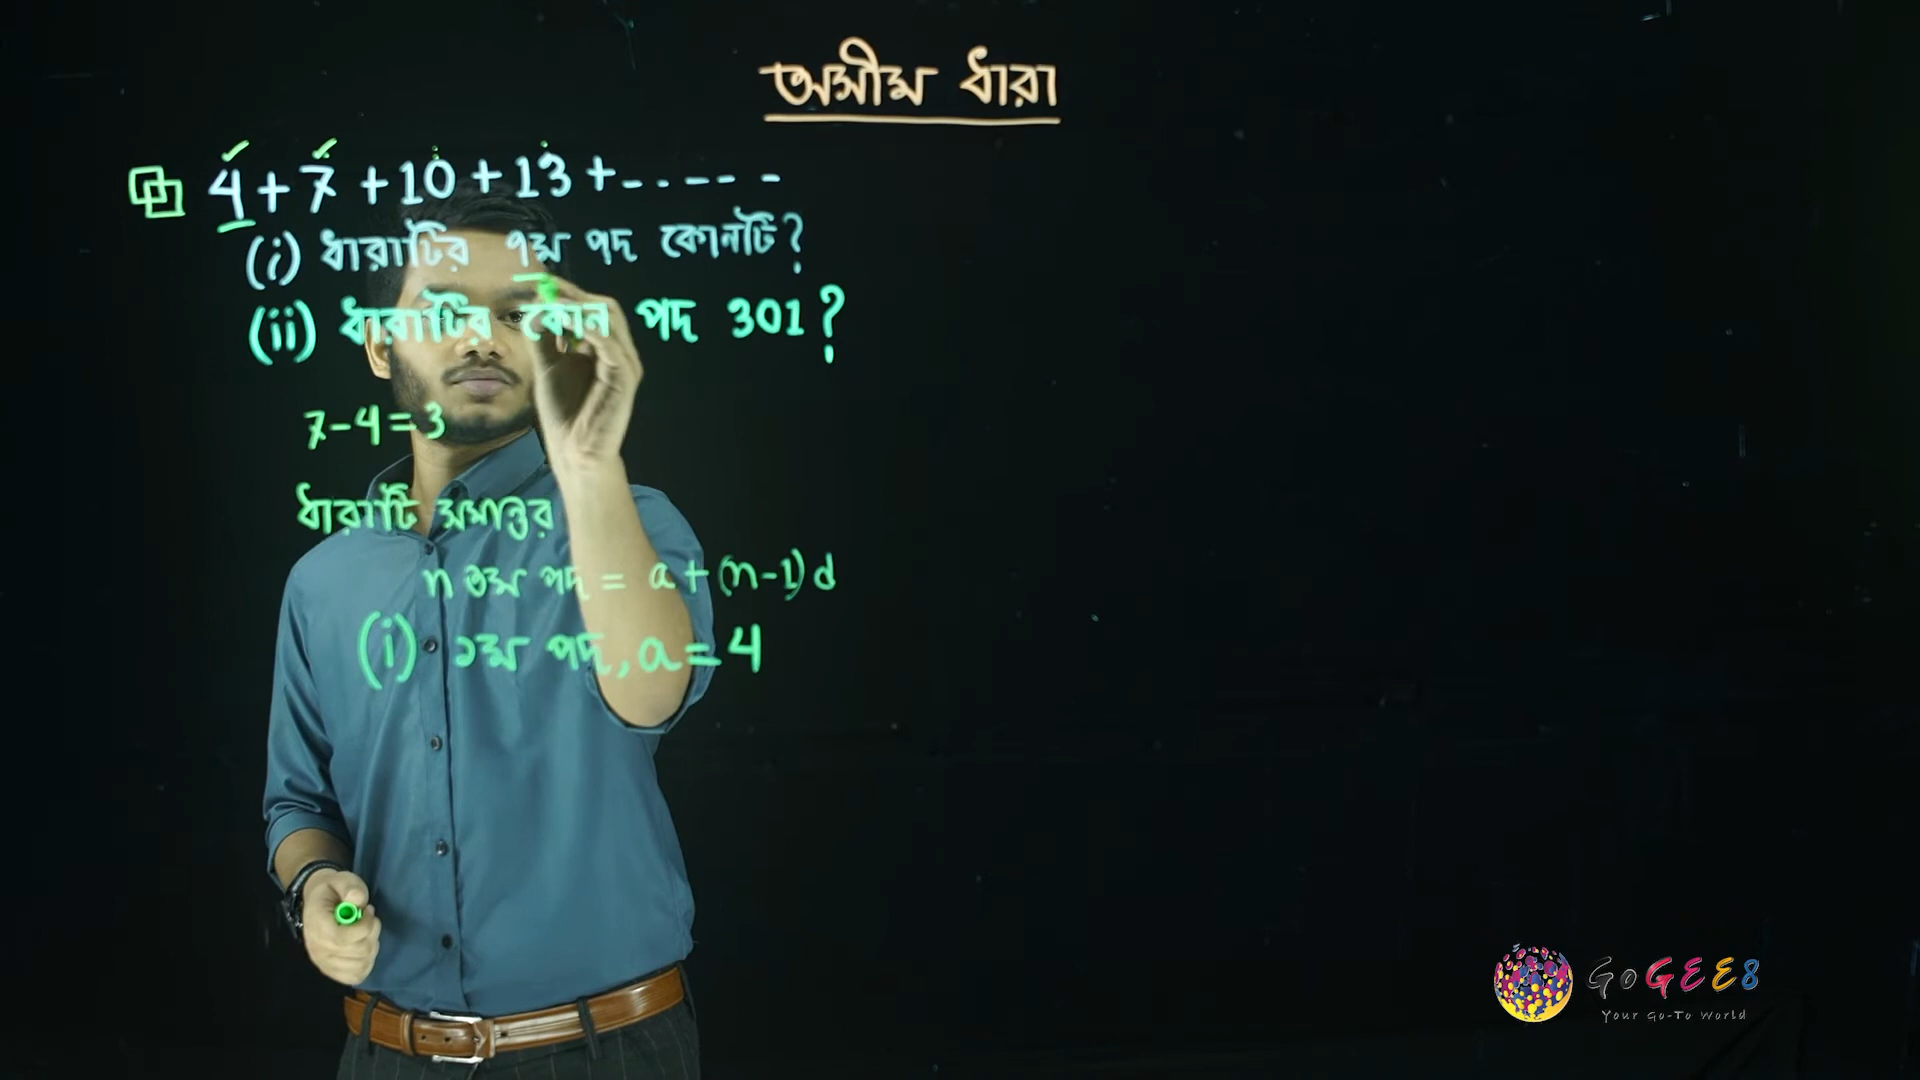 অসীম ধারা
4 + 7 + 10 + 13 + - - - - -
(i) ধারাটির ৭ম পদ কোনটি?
(ii) ধারাটির কোন পদ 301?
7-4=3
ধারাটি সমান্তর
n তম পদ = a + (n-1) d
(i) ১ম পদ, a = 4
GoGEE8
Your Go-To World